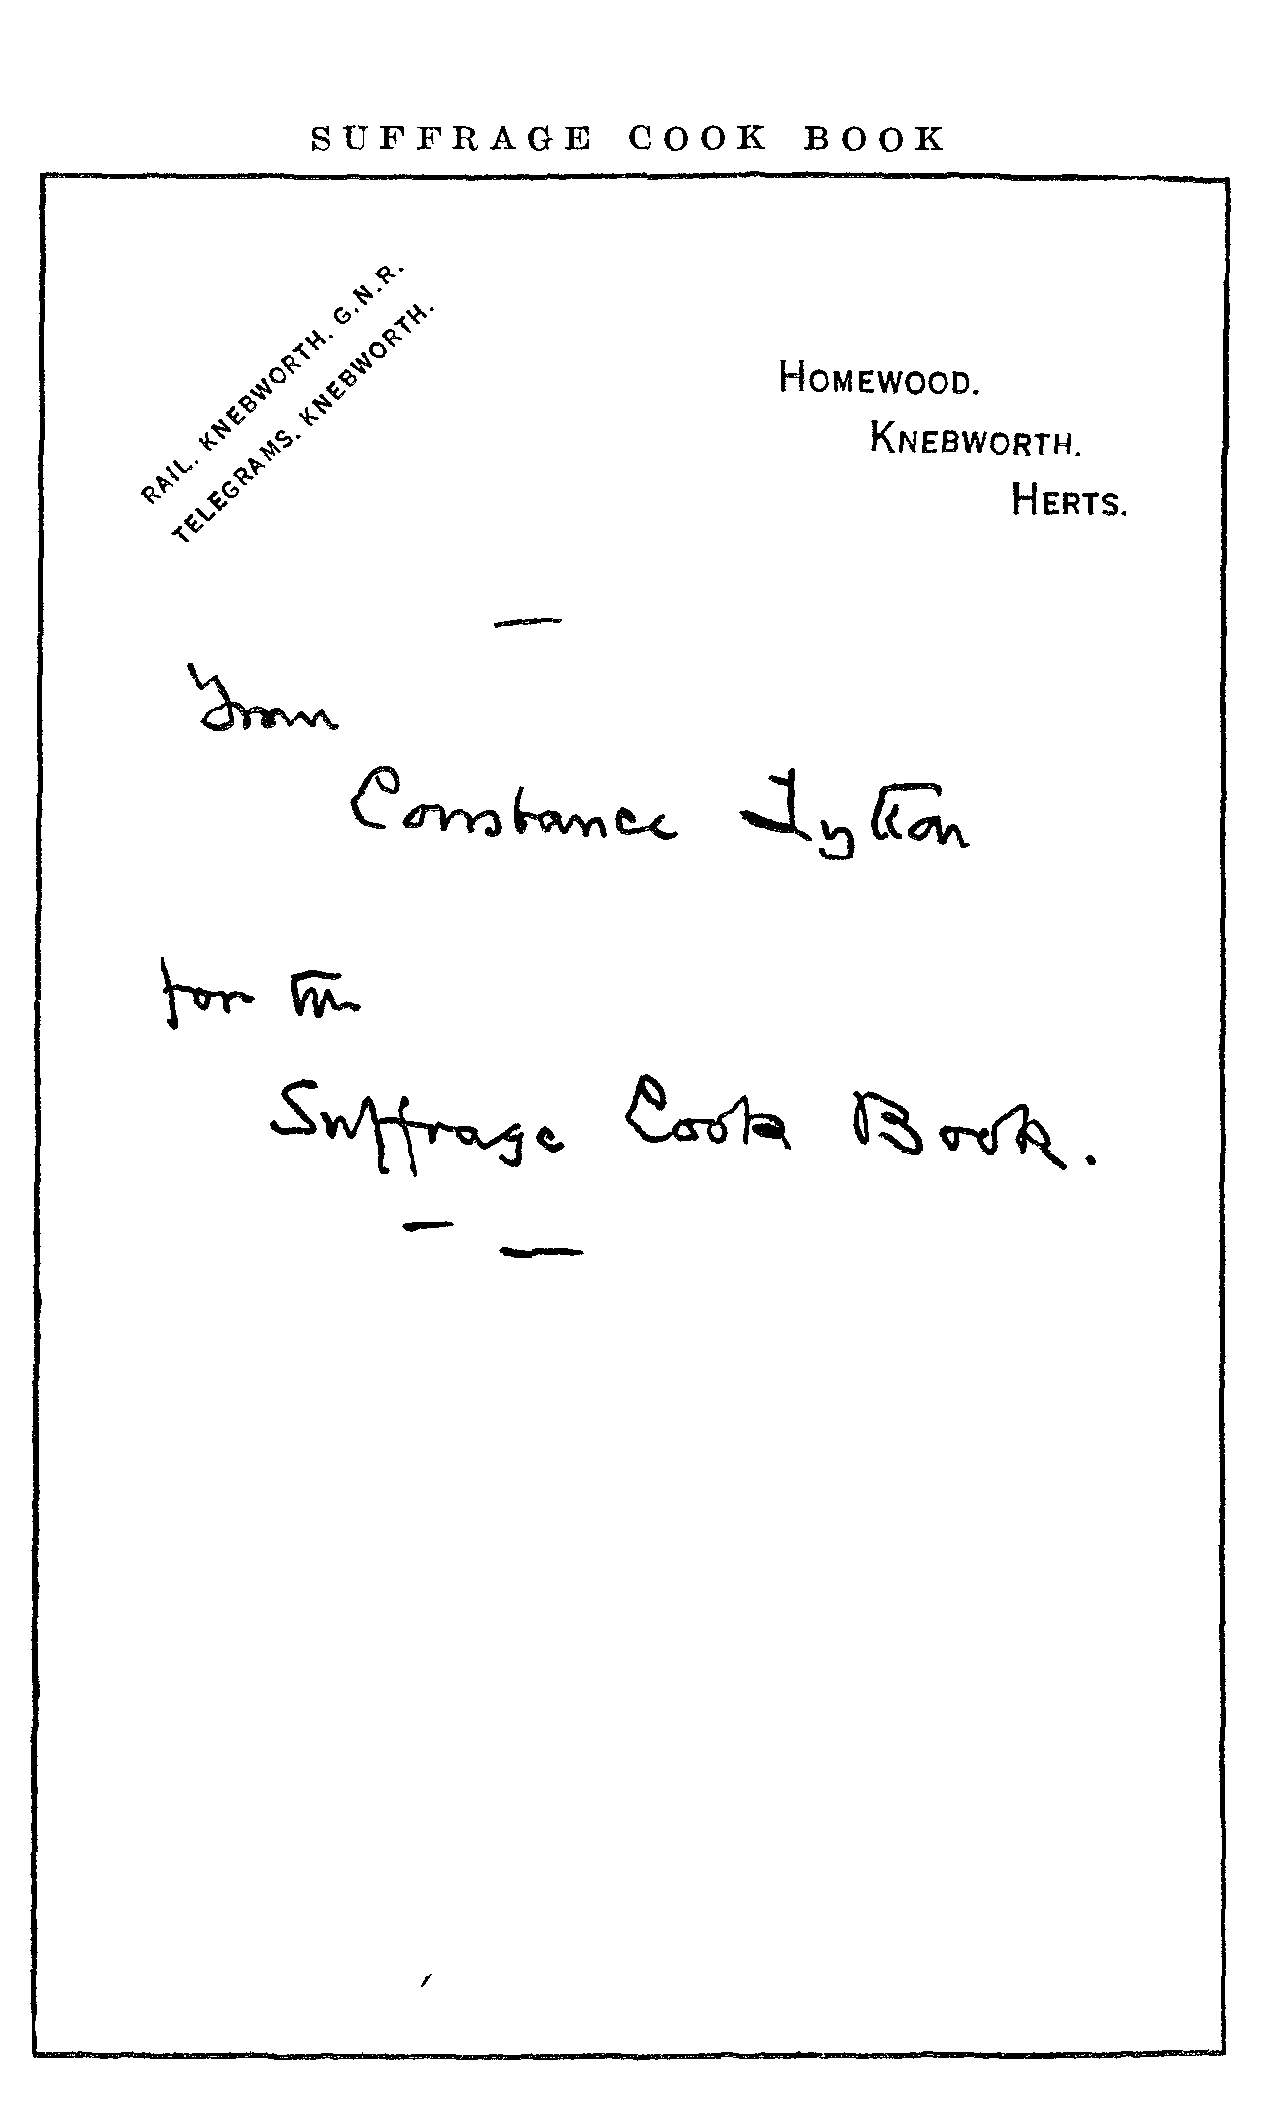 SUFFRAGE COOK BOOK
RAIL. KNEBWORTH. G.N.R.
TELEGRAMS. KNEBWORTH.
HOMEWOOD.
KNEBWORTH.
HERTS.
From
Constance Lytton
for the
Suffrage Cook Book.